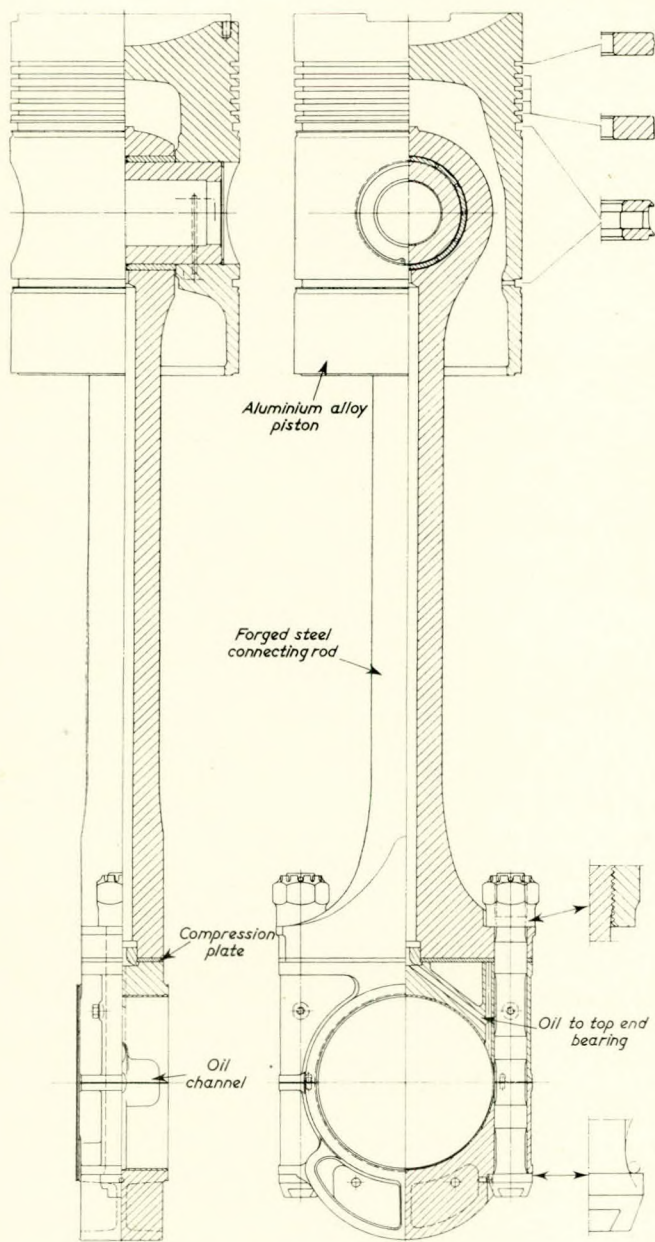 Aluminium alloy
piston
Forged steel
connecting rod
Compression
plate
Oil to top end
bearing
Oil
channel